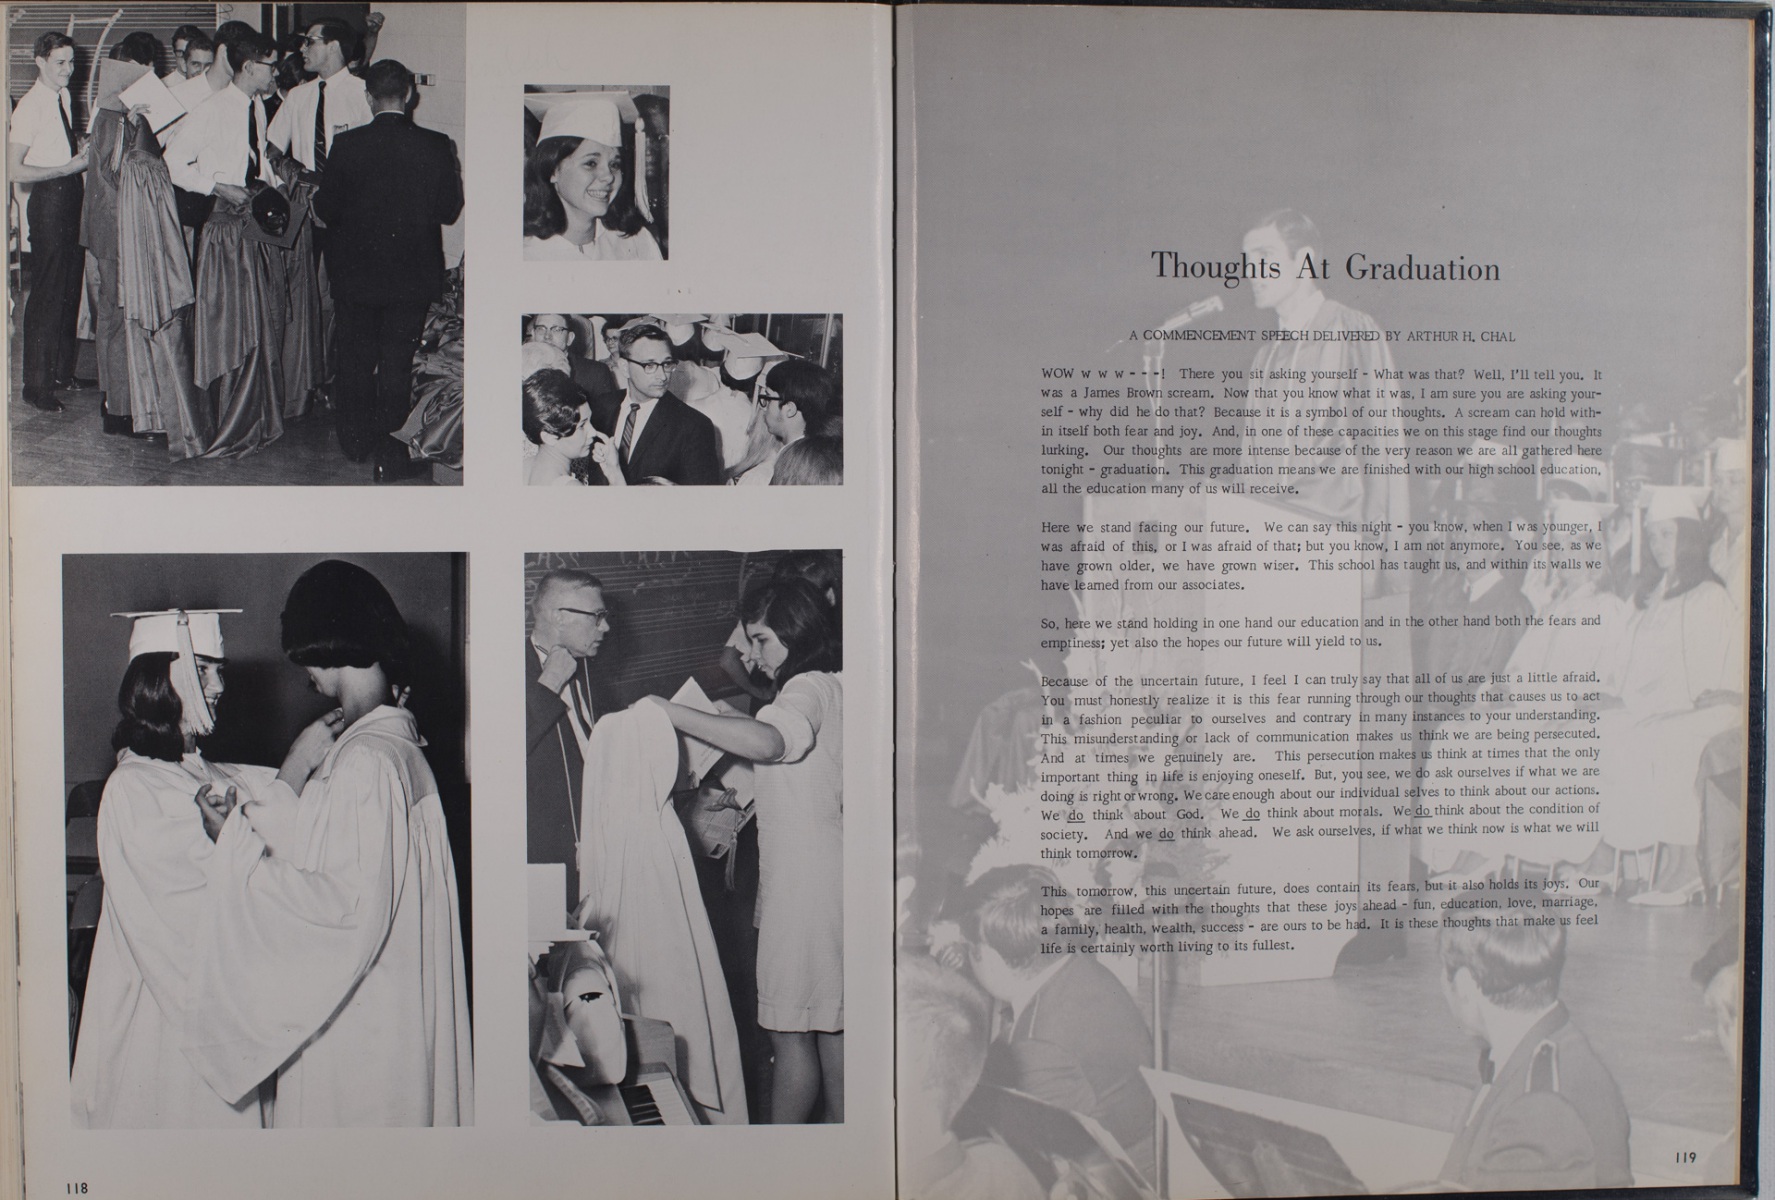 118
Thoughts At Graduation
A COMMENCEMENT SPEECH DELIVERED BY ARTHUR H. CHAL
WOW w w w - - -! There you sit asking yourself - What was that? Well, I'll tell you. It
was a James Brown scream. Now that you know what it was, I am sure you are asking your-
self - why did he do that? Because it is a symbol of our thoughts. A scream can hold with-
in itself both fear and joy. And, in one of these capacities we on this stage find our thoughts
lurking. Our thoughts are more intense because of the very reason we are all gathered here
tonight - graduation. This graduation means we are finished with our high school education,
all the education many of us will receive.
Here we stand facing our future. We can say this night - you know, when I was younger, I
was afraid of this, or I was afraid of that; but you know, I am not anymore. You see, as we
have grown older, we have grown wiser. This school has taught us, and within its walls we
have learned from our associates.
So, here we stand holding in one hand our education and in the other hand both the fears and
emptiness; yet also the hopes our future will yield to us.
Because of the uncertain future, I feel I can truly say that all of us are just a little afraid.
You must honestly realize it is this fear running through our thoughts that causes us to act
in a fashion peculiar to ourselves and contrary in many instances to your understanding.
This misunderstanding or lack of communication makes us think we are being persecuted.
And at times we genuinely are. This persecution makes us think at times that the only
important thing in life is enjoying oneself. But, you see, we do ask ourselves if what we are
doing is right or wrong. We care enough about our individual selves to think about our actions.
We do think about God. We do think about morals. We do think about the condition of
society. And we do think ahead. We ask ourselves, if what we think now is what we will
think tomorrow.
This tomorrow, this uncertain future, does contain its fears, but it also holds its joys. Our
hopes are filled with the thoughts that these joys ahead - fun, education, love, marriage,
a family, health, wealth, success - are ours to be had. It is these thoughts that make us feel
life is certainly worth living to its fullest.
119